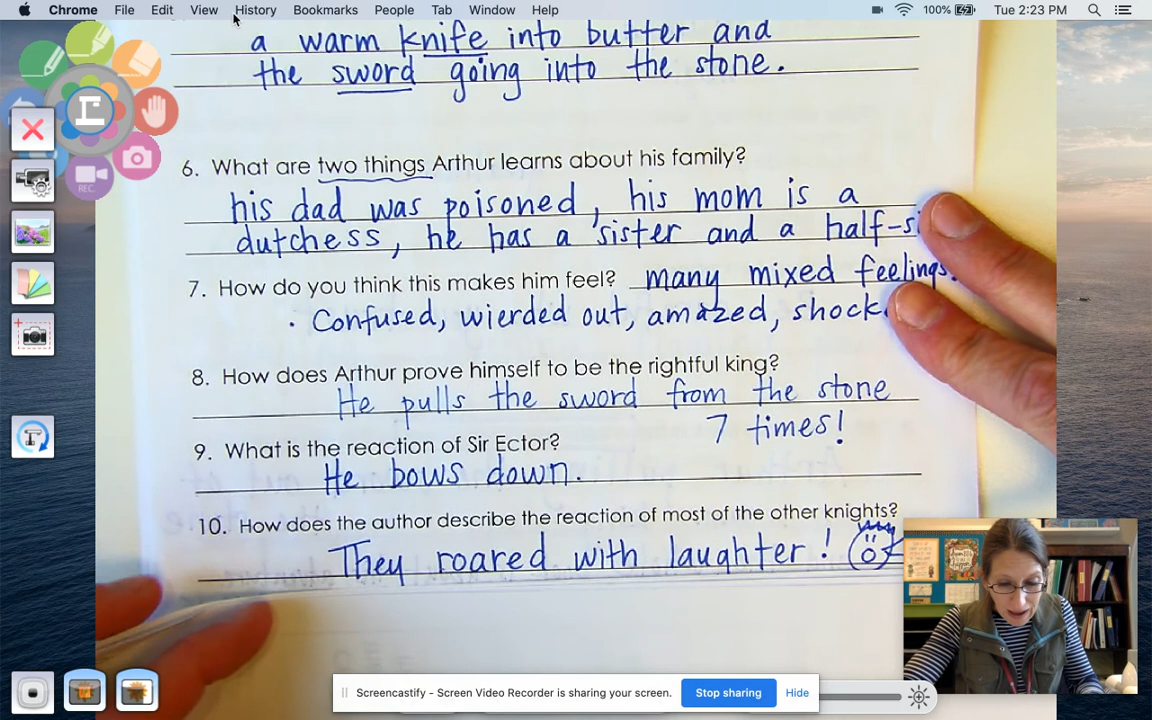 Chrome File Edit View History Bookmarks People Tab Window Help 100% Tue 2:23 PM
a warm knife into butter and
the sword going into the stone.
6. What are two things Arthur learns about his family?
his dad was poisoned, his mom is a
dutchess, he has a sister and a half-s
7. How do you think this makes him feel? many mixed feelings.
. Confused, wierded out, amazed, shock
8. How does Arthur prove himself to be the rightful king?
He pulls the sword from the stone
7 times!
9. What is the reaction of Sir Ector?
He bows down.
10. How does the author describe the reaction of most of the other knights?
They roared with laughter!
REC
Screencastify - Screen Video Recorder is sharing your screen. Stop sharing Hide